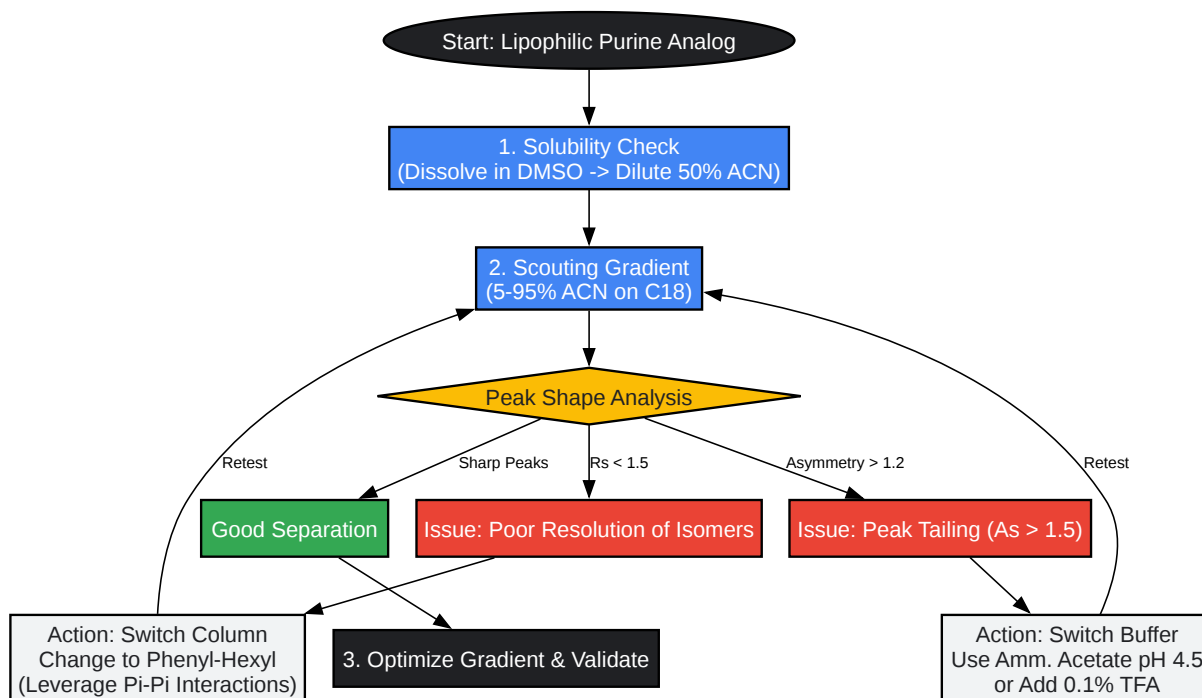 Start: Lipophilic Purine Analog
1. Solubility Check
(Dissolve in DMSO -> Dilute 50% ACN)
2. Scouting Gradient
(5-95% ACN on C18)
Peak Shape Analysis
Retest
Sharp Peaks
Rs < 1.5
Asymmetry > 1.2
Retest
Good Separation
Issue: Poor Resolution of Isomers
Issue: Peak Tailing (As > 1.5)
Action: Switch Column
Change to Phenyl-Hexyl
(Leverage Pi-Pi Interactions)
3. Optimize Gradient & Validate
Action: Switch Buffer
Use Amm. Acetate pH 4.5
or Add 0.1% TFA